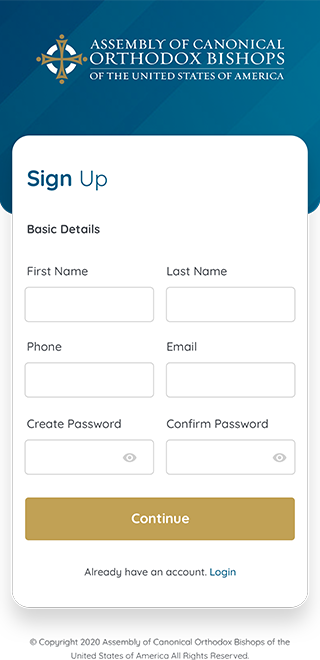 ASSEMBLY OF CANONICAL
ORTHODOX BISHOPS
OF THE UNITED STATES OF AMERICA
Sign Up
Basic Details
First Name
Last Name
Phone
Email
Create Password
Confirm Password
Continue
Already have an account. Login
© Copyright 2020 Assembly of Canonical Orthodox Bishops of the
United States of America All Rights Reserved.